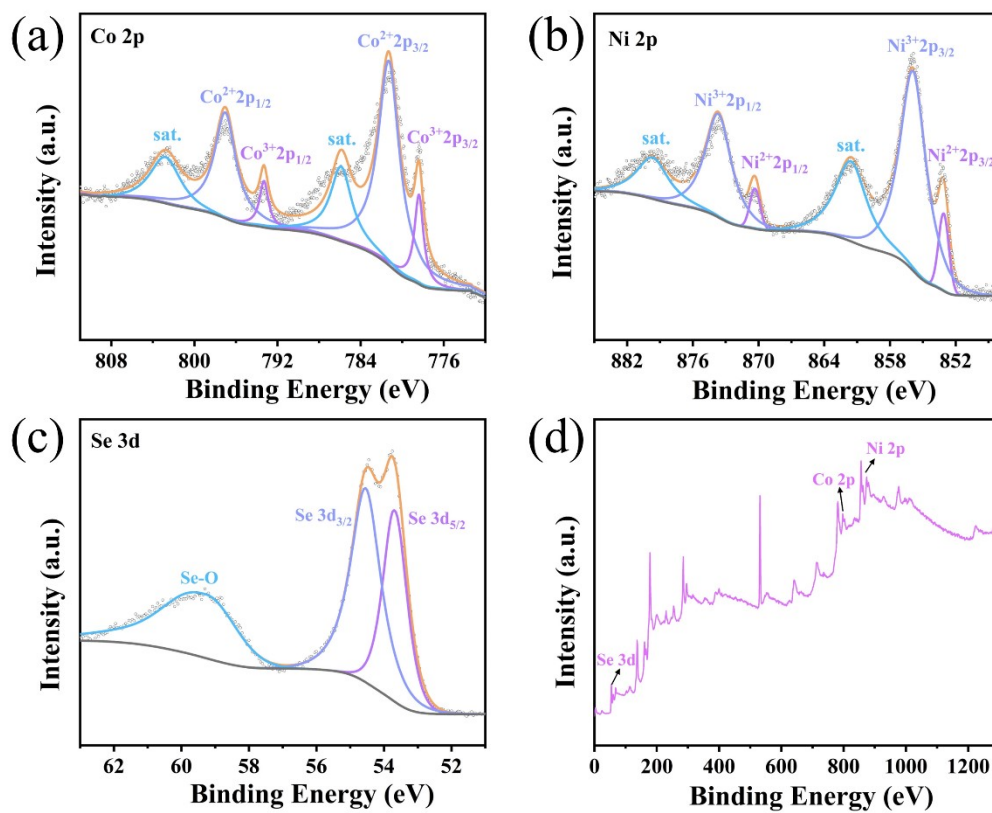 (a)
Co 2p
Co²⁺2p₃/₂
Co²⁺2p₁/₂
sat.
Co³⁺2p₁/₂
sat.
Co³⁺2p₃/₂
Intensity (a.u.)
808 800 792 784 776
Binding Energy (eV)
(b)
Ni 2p
Ni³⁺2p₃/₂
Ni³⁺2p₁/₂
sat.
Ni²⁺2p₁/₂
sat.
Ni²⁺2p₃/₂
Intensity (a.u.)
882 876 870 864 858 852
Binding Energy (eV)
(c)
Se 3d
Se 3d₃/₂
Se 3d₅/₂
Se-O
Intensity (a.u.)
62 60 58 56 54 52
Binding Energy (eV)
(d)
Ni 2p
Co 2p
Se 3d
Intensity (a.u.)
0 200 400 600 800 1000 1200
Binding Energy (eV)